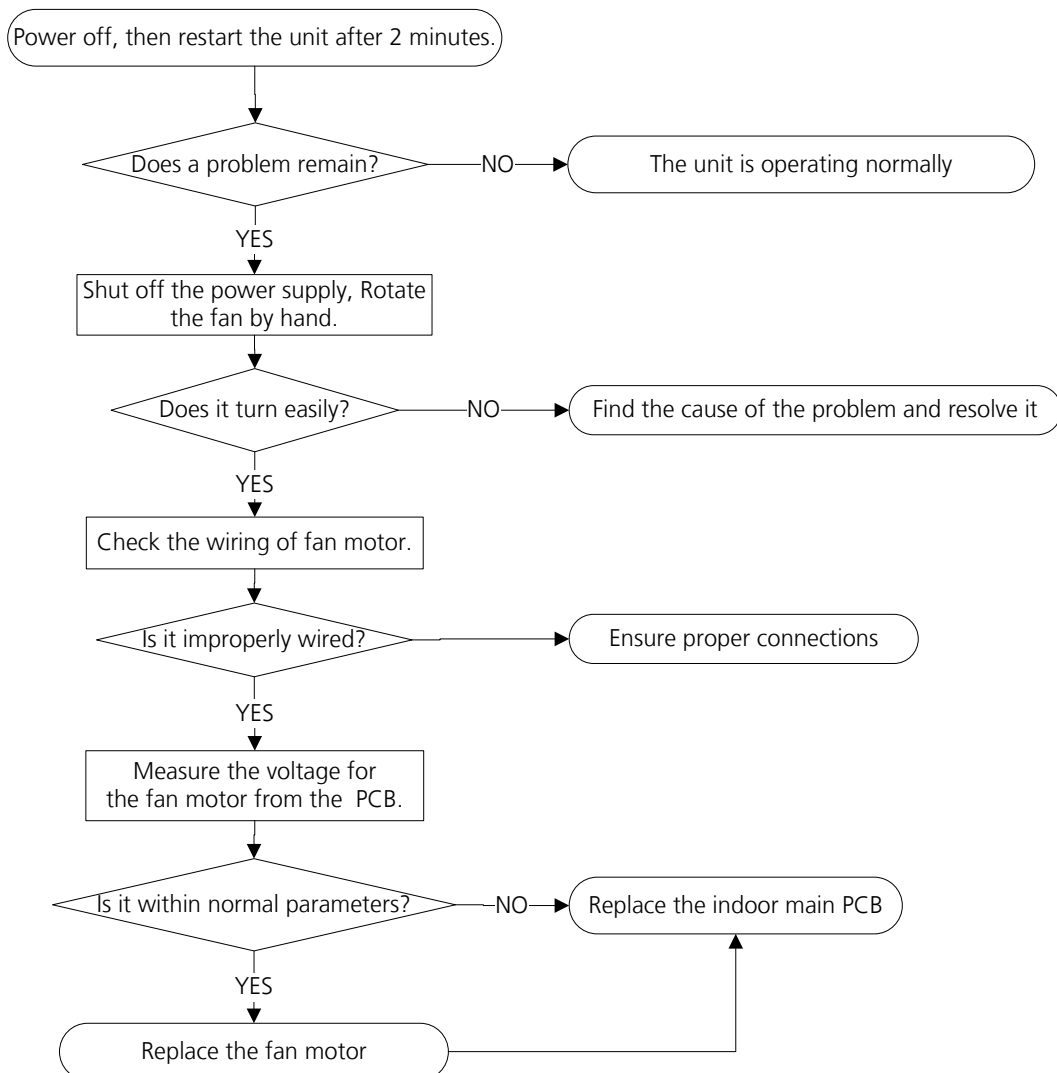 Power off, then restart the unit after 2 minutes.
Does a problem remain?
NO
The unit is operating normally
YES
Shut off the power supply, Rotate
the fan by hand.
Does it turn easily?
NO
Find the cause of the problem and resolve it
YES
Check the wiring of fan motor.
Is it improperly wired?
Ensure proper connections
YES
Measure the voltage for
the fan motor from the PCB.
Is it within normal parameters?
NO
Replace the indoor main PCB
YES
Replace the fan motor